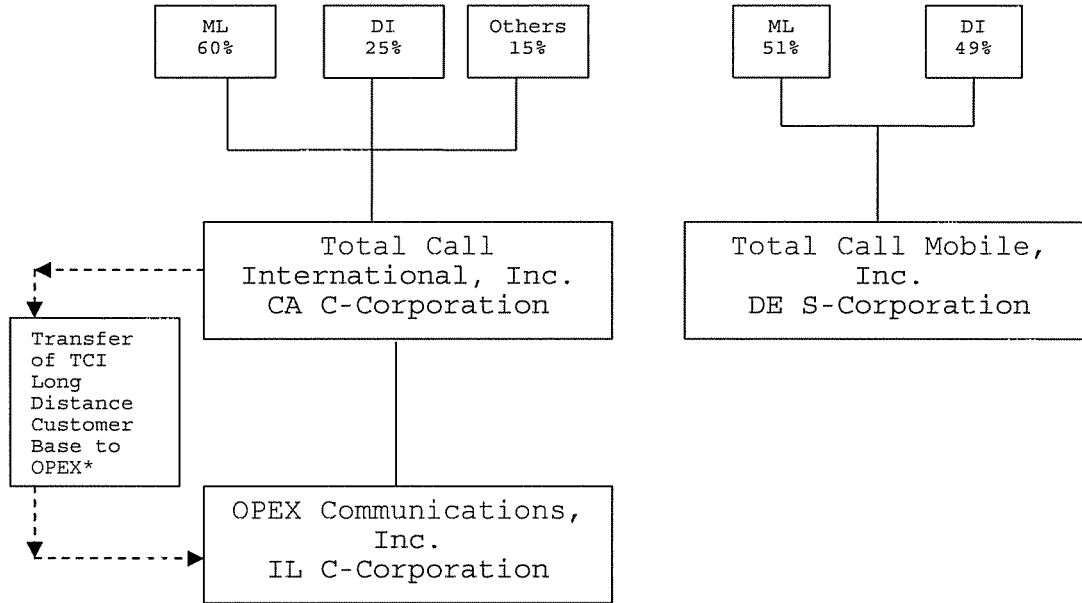 ML
60%
DI
25%
Others
15%
ML
51%
DI
49%
Total Call
International, Inc.
CA C-Corporation
Total Call Mobile,
Inc.
DE S-Corporation
Transfer
of TCI
Long
Distance
Customer
Base to
OPEX*
OPEX Communications,
Inc.
IL C-Corporation